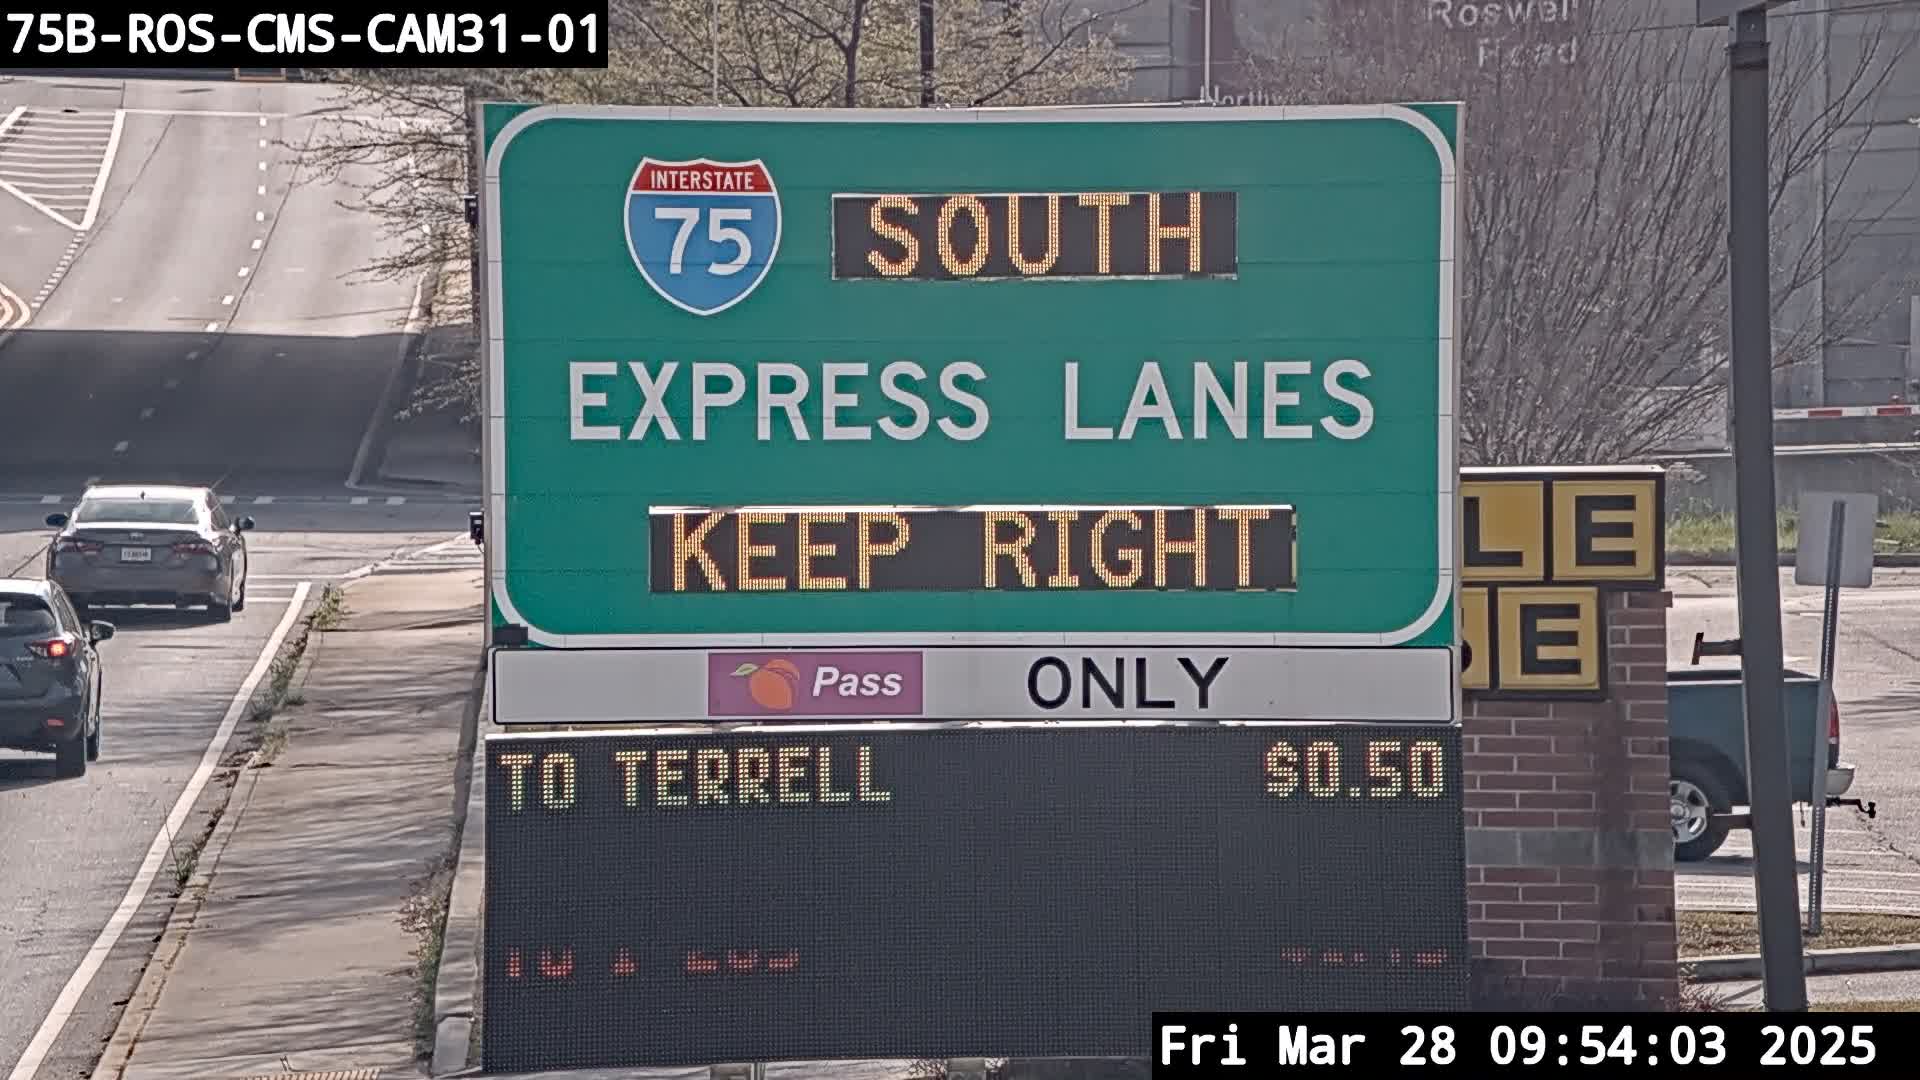 75B-ROS-CMS-CAM31-01
Roswell
Road
INTERSTATE
75
SOUTH
EXPRESS LANES
KEEP RIGHT
LE
E
Pass ONLY
TO TERRELL $0.50
Fri Mar 28 09:54:03 2025